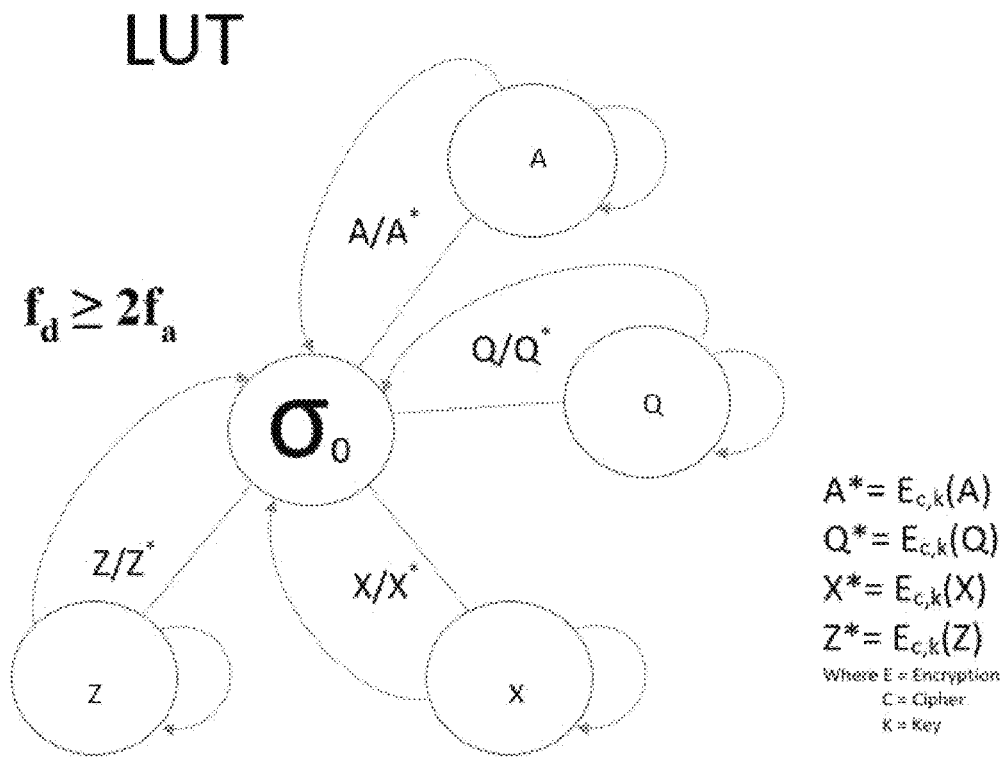 LUT
A
A/A*
f_d ≥ 2f_a
Q/Q*
Q
σ₀
Z/Z*
X/X*
Z
X
A*= E_c,k(A)
Q*= E_c,k(Q)
X*= E_c,k(X)
Z*= E_c,k(Z)
Where E = Encryption
C = Cipher
K = Key